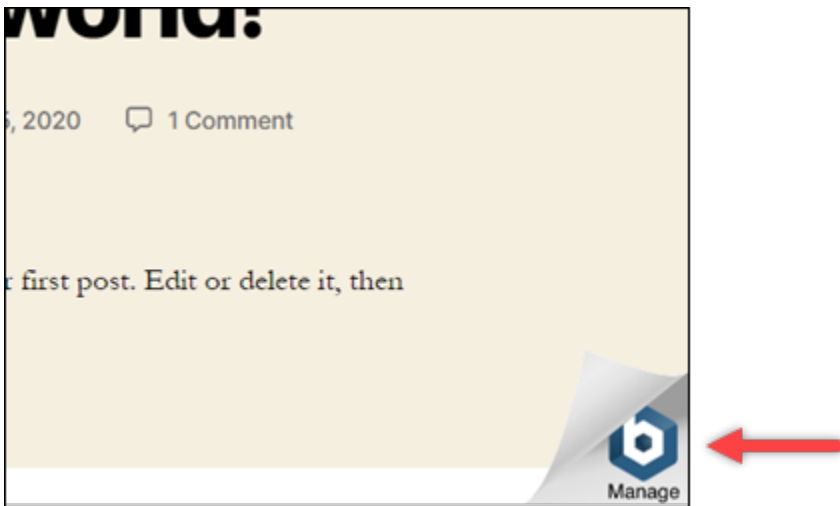 world!
, 2020 1 Comment
first post. Edit or delete it, then
Manage